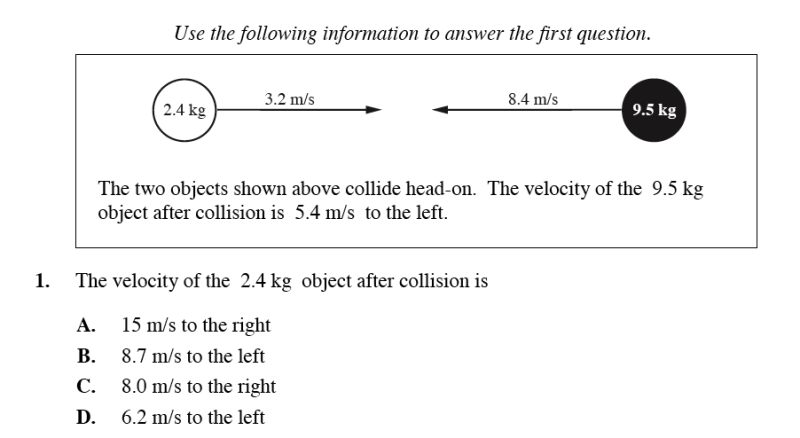 Use the following information to answer the first question.
2.4 kg
3.2 m/s
8.4 m/s
9.5 kg
The two objects shown above collide head-on. The velocity of the 9.5 kg
object after collision is 5.4 m/s to the left.
1. The velocity of the 2.4 kg object after collision is
A. 15 m/s to the right
B. 8.7 m/s to the left
C. 8.0 m/s to the right
D. 6.2 m/s to the left